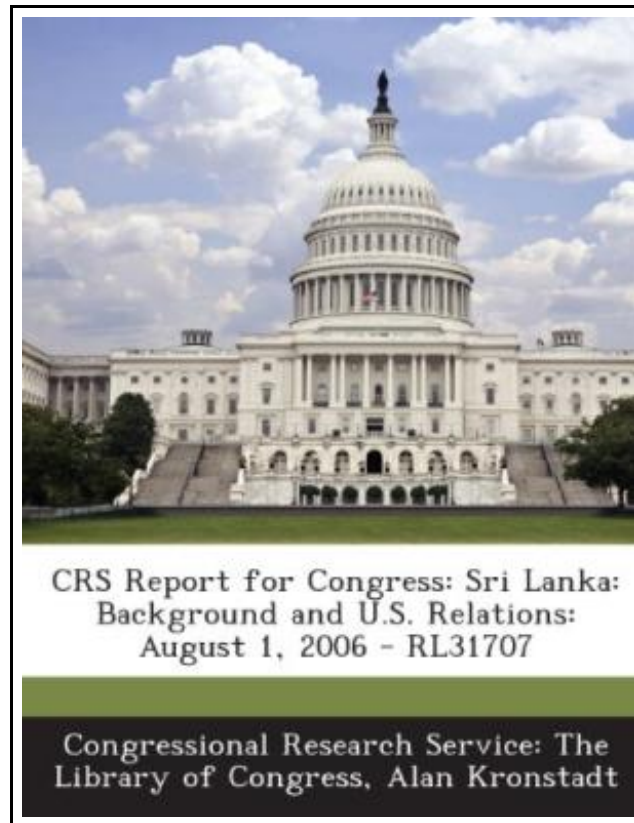 CRS Report for Congress: Sri Lanka:
Background and U.S. Relations:
August 1, 2006 - RL31707
Congressional Research Service: The
Library of Congress, Alan Kronstadt